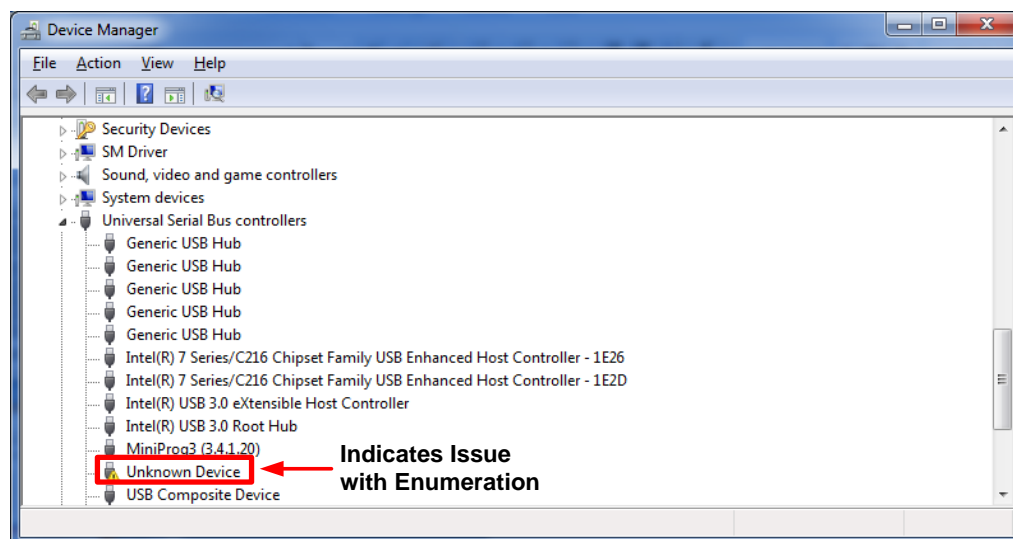 Device Manager
File Action View Help
Security Devices
SM Driver
Sound, video and game controllers
System devices
Universal Serial Bus controllers
Generic USB Hub
Generic USB Hub
Generic USB Hub
Generic USB Hub
Generic USB Hub
Intel(R) 7 Series/C216 Chipset Family USB Enhanced Host Controller - 1E26
Intel(R) 7 Series/C216 Chipset Family USB Enhanced Host Controller - 1E2D
Intel(R) USB 3.0 eXtensible Host Controller
Intel(R) USB 3.0 Root Hub
MiniProg3 (3.4.1.20)
Unknown Device
USB Composite Device
Indicates Issue
with Enumeration